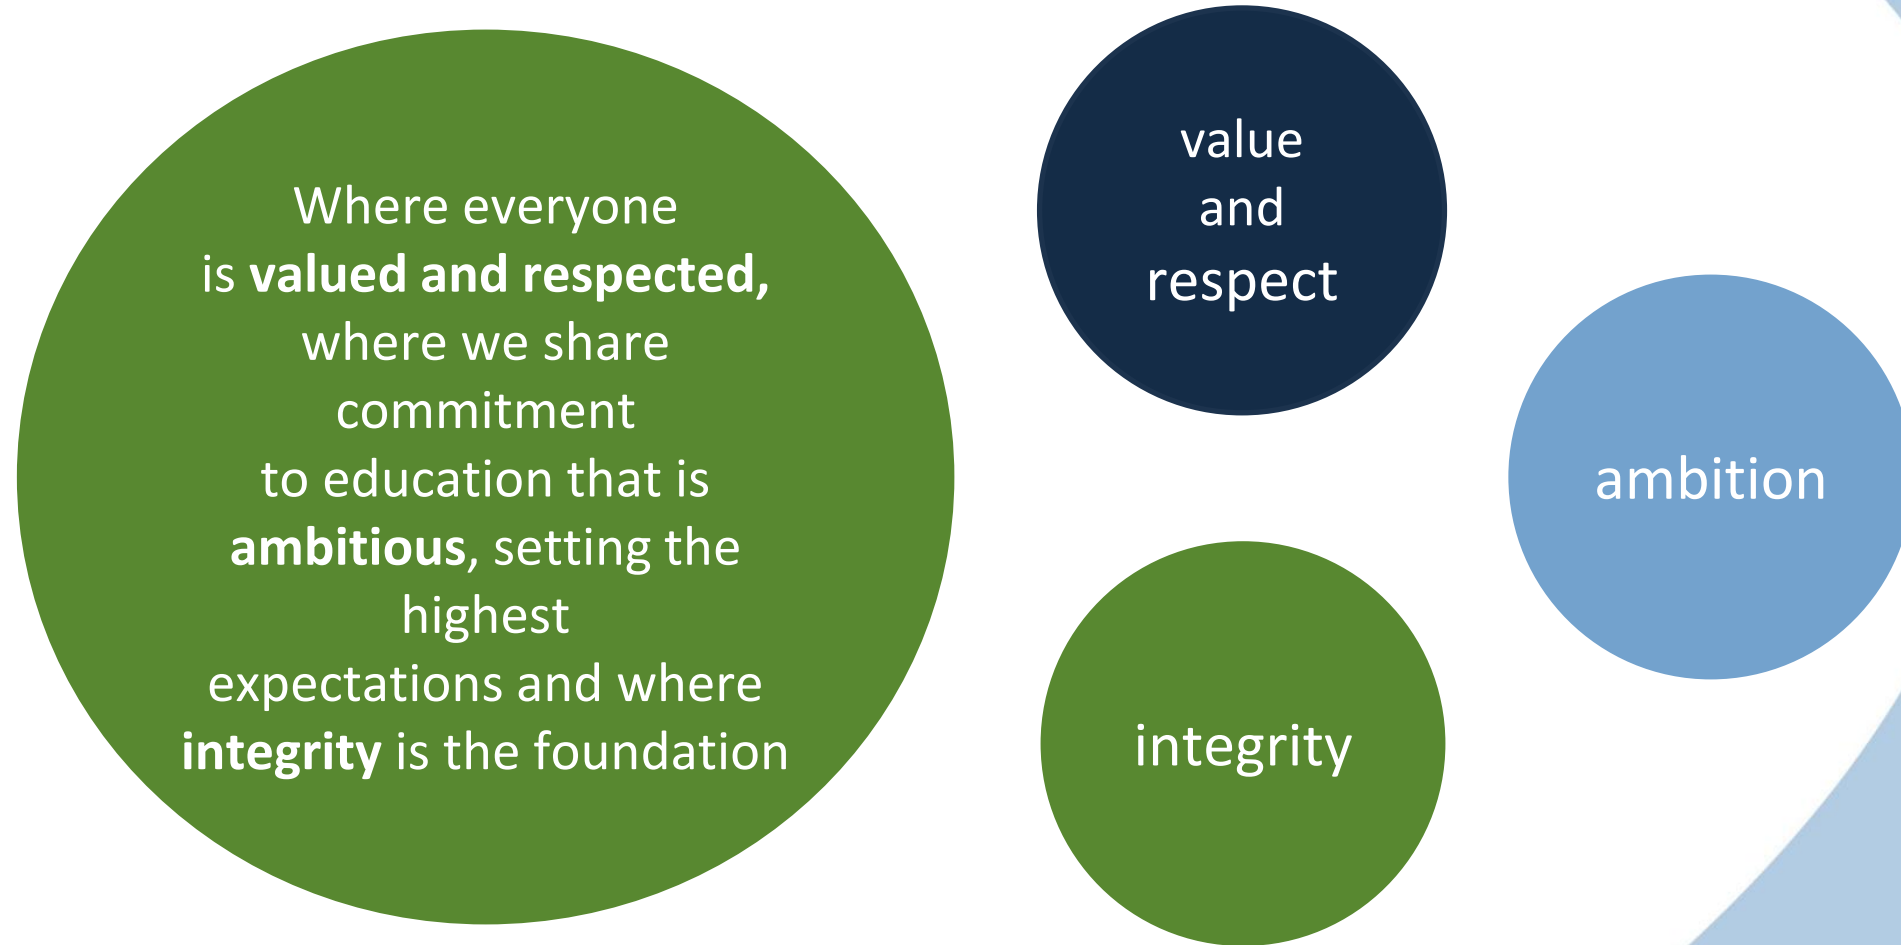 Where everyone
is valued and respected,
where we share
commitment
to education that is
ambitious, setting the
highest
expectations and where
integrity is the foundation
value
and
respect
ambition
integrity